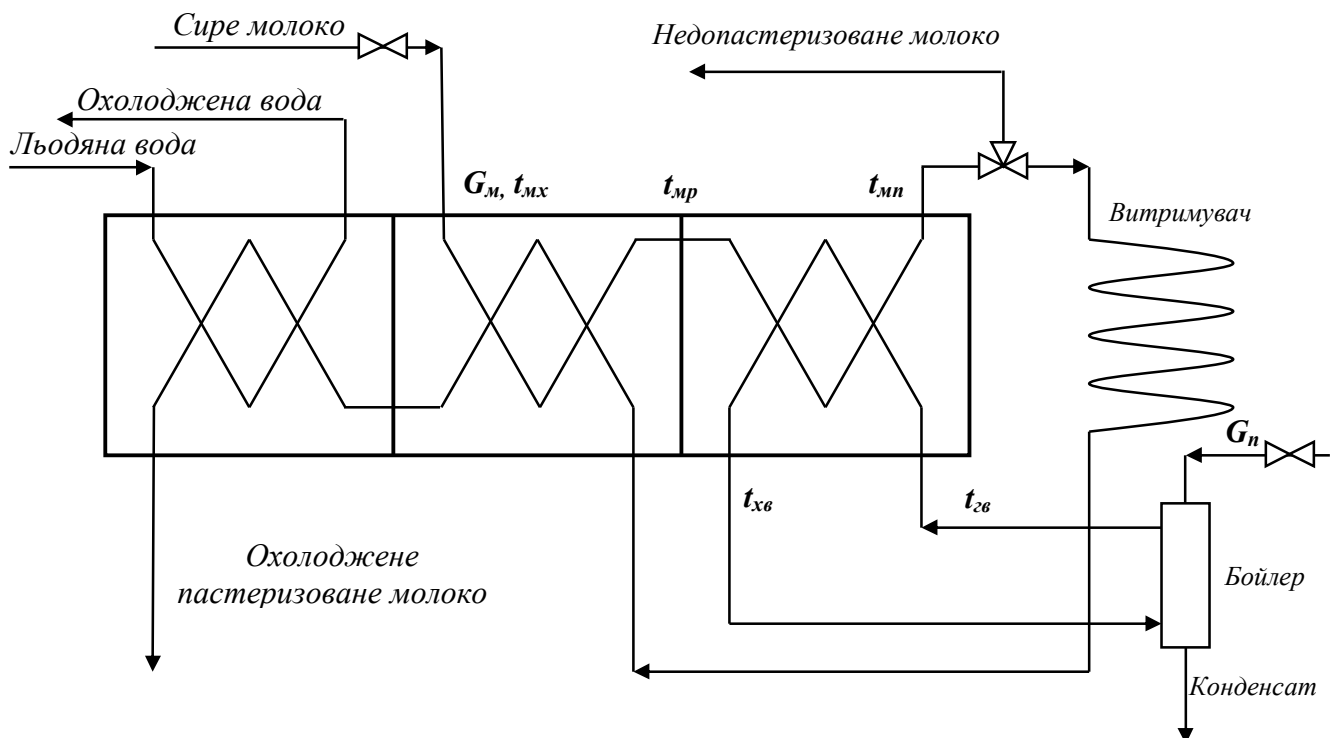 Сире молоко
Недопастеризоване молоко
Охолоджена вода
Льодяна вода
Gм, tмх
tмр
tмп
Витримувач
Gп
tхв
tгв
Охолоджене
пастеризоване молоко
Бойлер
Конденсат